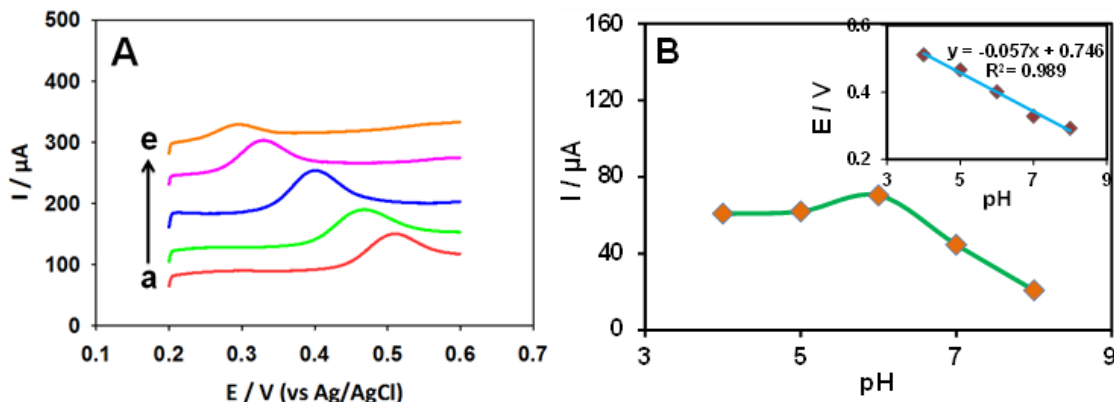 A
I / µA
500
400
300
200
100
0
e
a
0.1 0.2 0.3 0.4 0.5 0.6 0.7
E / V (vs Ag/AgCl)
B
I / µA
160
120
80
40
0
3 5 7 9
pH
E / V
0.6
0.4
0.2
y = -0.057x + 0.746
R² = 0.989
3 5 7 9
pH